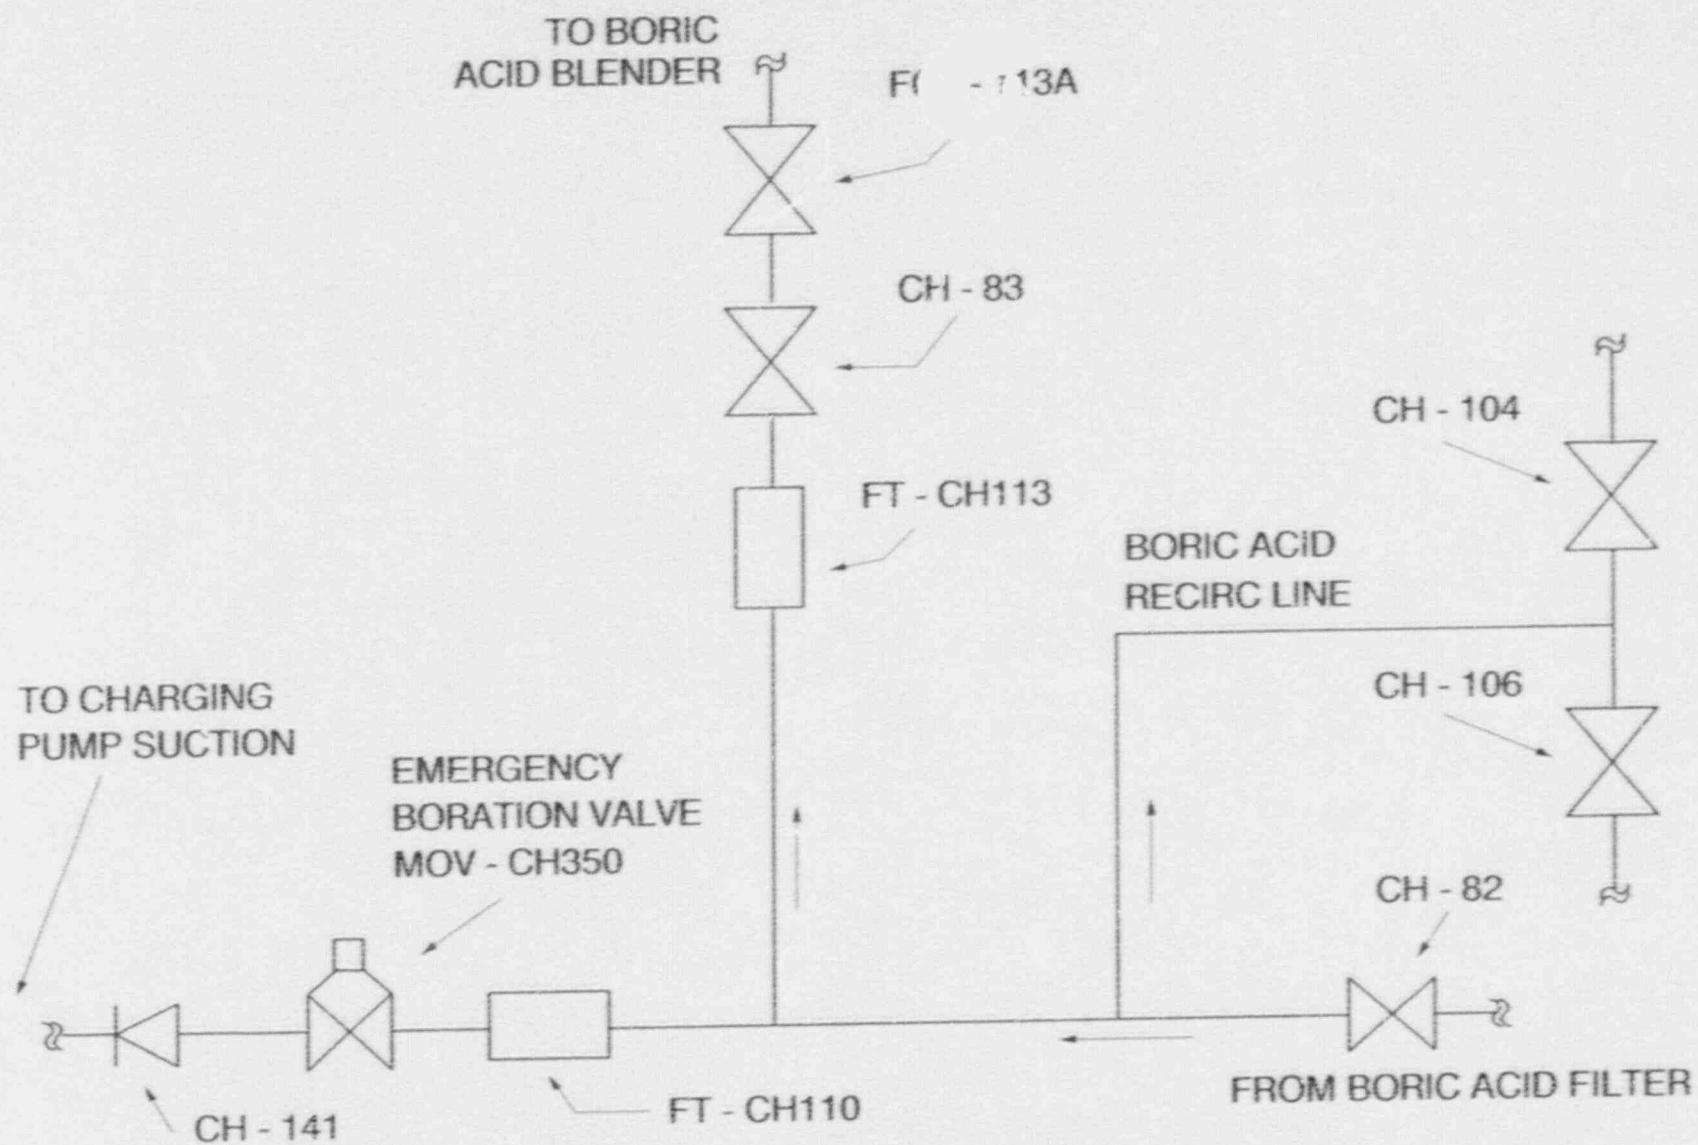 TO BORIC
ACID BLENDER
13A
CH - 83
CH - 104
FT - CH113
BORIC ACID
RECIRC LINE
CH - 106
TO CHARGING
PUMP SUCTION
EMERGENCY
BORATION VALVE
MOV - CH350
CH - 82
FROM BORIC ACID FILTER
FT - CH110
CH - 141